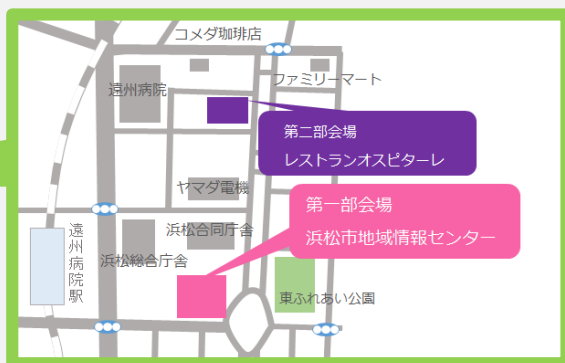 コメダ珈琲店
ファミリーマート
遠州病院
第二部会場
レストランオスピターレ
ヤマダ電機
第一部会場
浜松市地域情報センター
浜松合同庁舎
浜松総合庁舎
遠州病院駅
東ふれあい公園